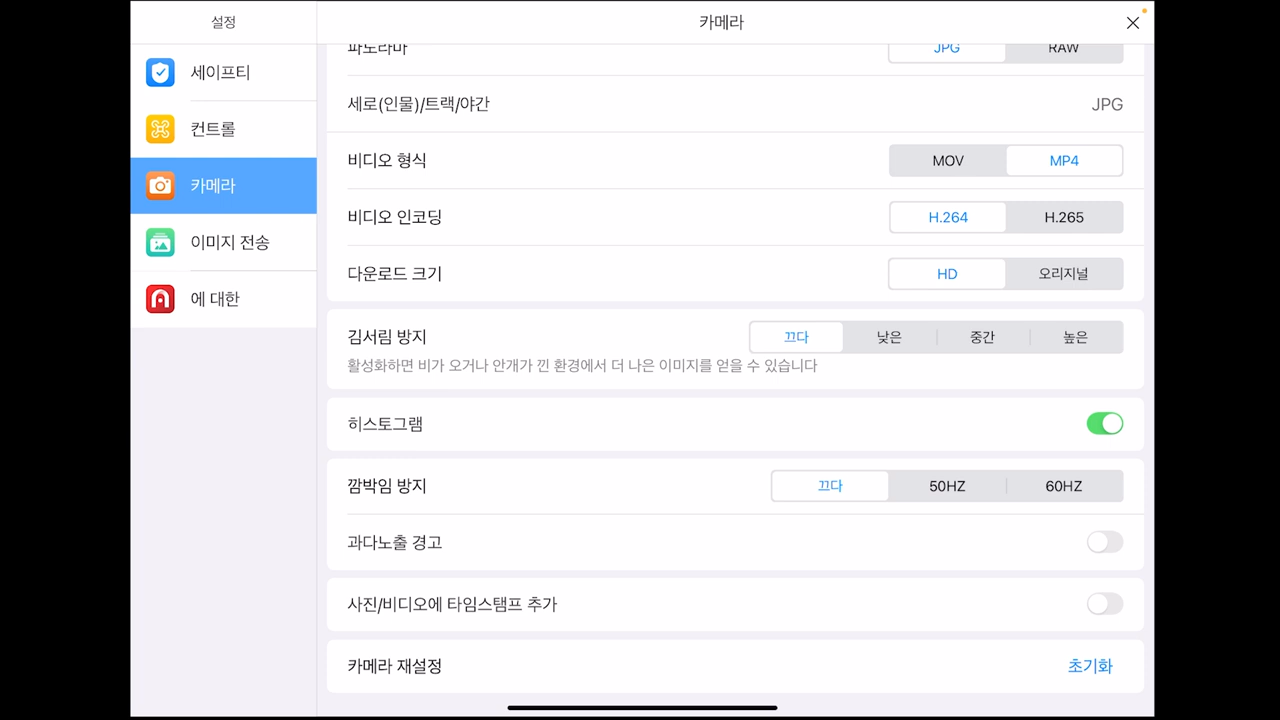 설정
카메라
세이프티
컨트롤
카메라
이미지 전송
에 대한
파노라마 JPG RAW
세로(인물)/트랙/야간 JPG
비디오 형식 MOV MP4
비디오 인코딩 H.264 H.265
다운로드 크기 HD 오리지널
김서림 방지 끄다 낮은 중간 높은
활성화하면 비가 오거나 안개가 낀 환경에서 더 나은 이미지를 얻을 수 있습니다
히스토그램
깜박임 방지 끄다 50HZ 60HZ
과다노출 경고
사진/비디오에 타임스탬프 추가
카메라 재설정 초기화